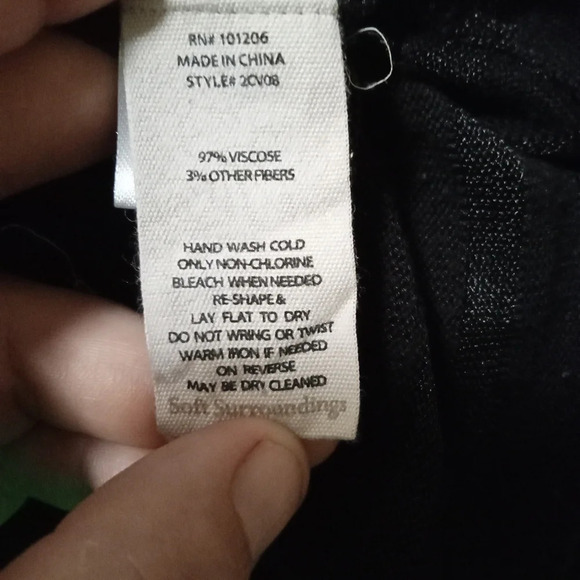 RN# 101206
MADE IN CHINA
STYLE# 2CV08
97% VISCOSE
3% OTHER FIBERS
HAND WASH COLD
ONLY NON-CHLORINE
BLEACH WHEN NEEDED
RE-SHAPE &
LAY FLAT TO DRY
DO NOT WRING OR TWIST
WARM IRON IF NEEDED
ON REVERSE
MAY BE DRY CLEANED
Soft Surroundings